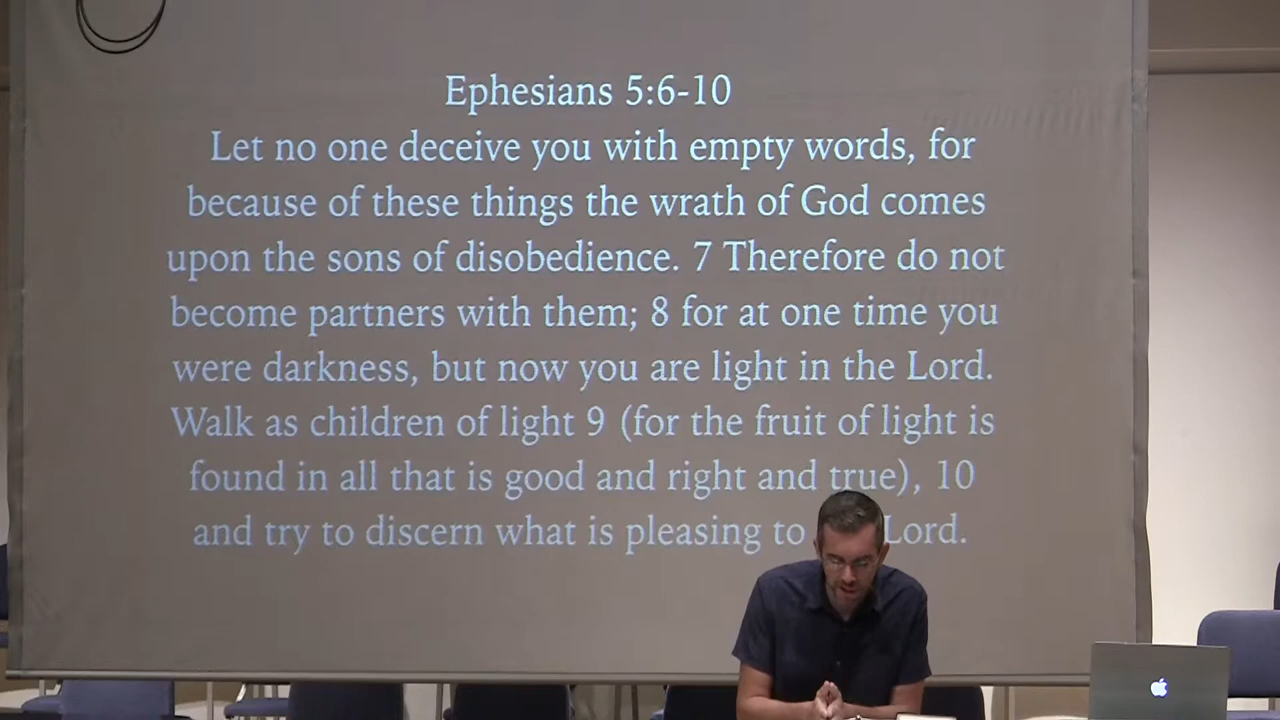 Ephesians 5:6-10
Let no one deceive you with empty words, for
because of these things the wrath of God comes
upon the sons of disobedience. 7 Therefore do not
become partners with them; 8 for at one time you
were darkness, but now you are light in the Lord.
Walk as children of light 9 (for the fruit of light is
found in all that is good and right and true), 10
and try to discern what is pleasing to Lord.